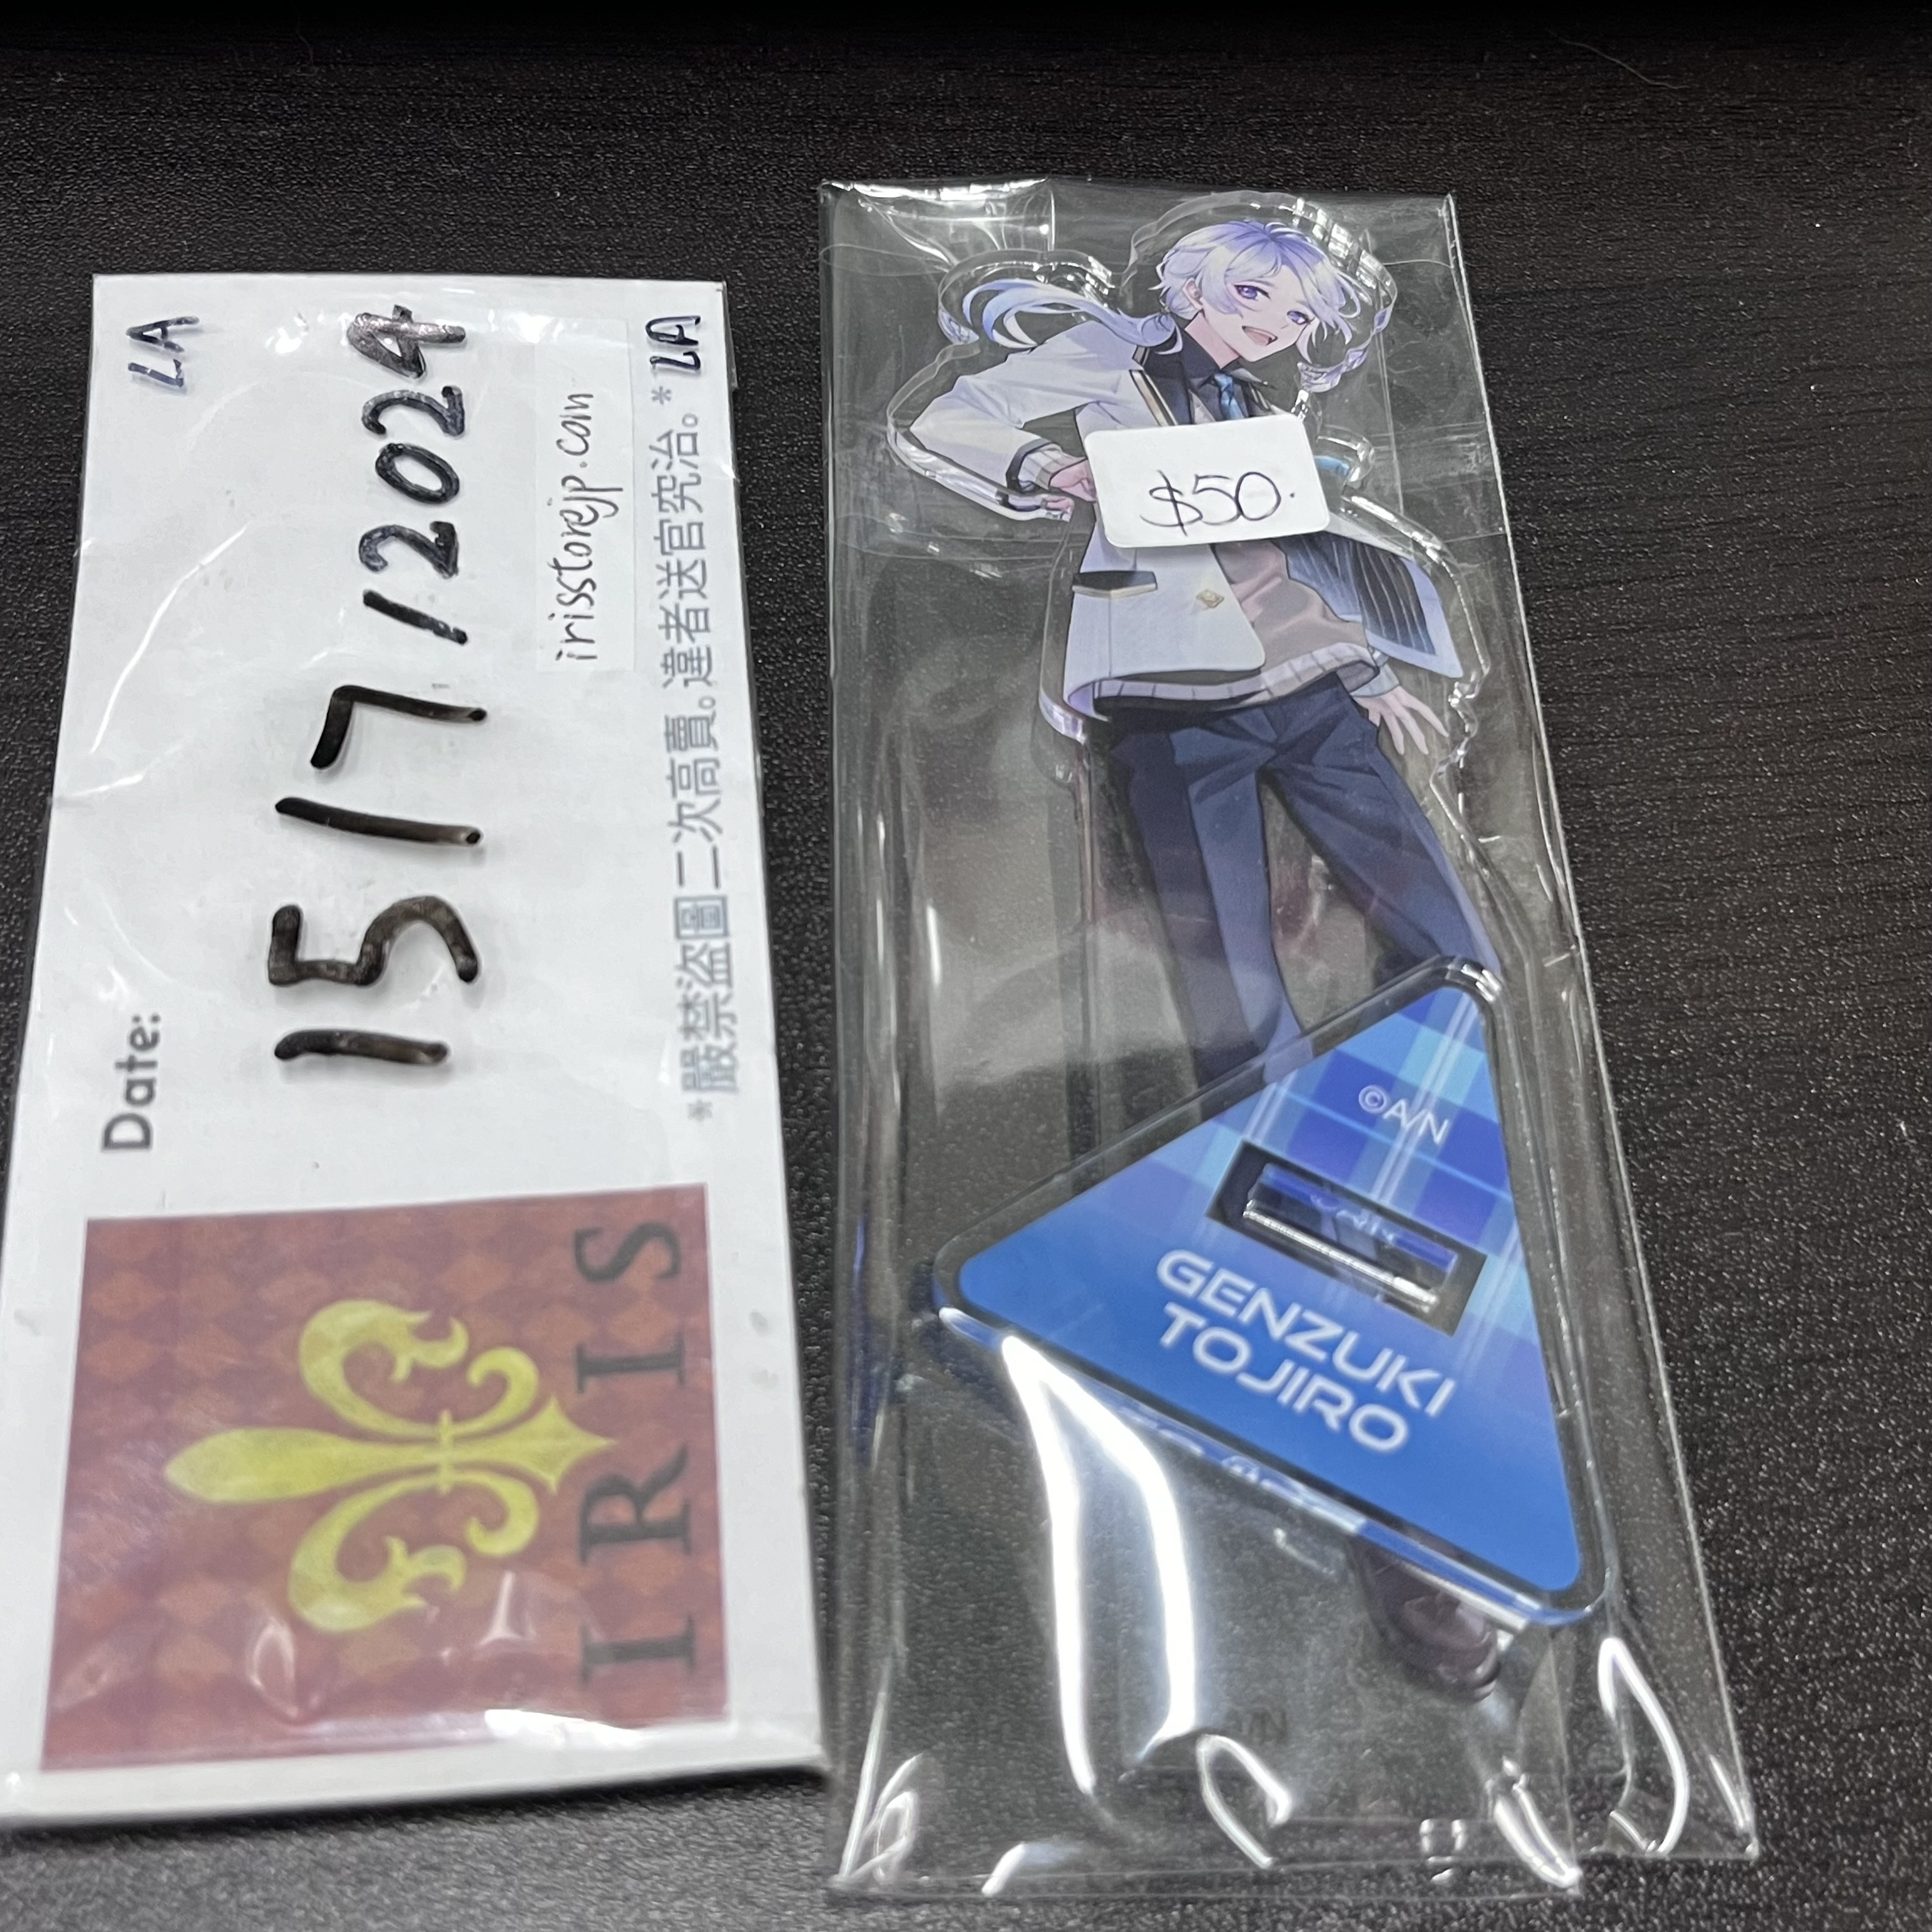 LA
Date:
15/7/2024
irisstorejp.com
*嚴禁盜圖二次高賣。違者送官究治。*
LA
IRIS
$50.
©A/N
GENZUKI
TOJIRO